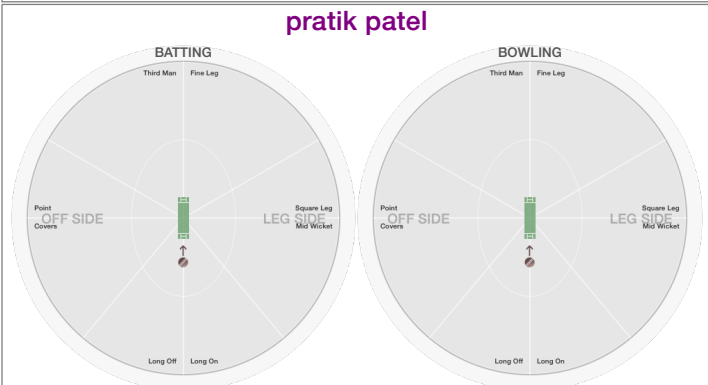 pratik patel
BATTING
Third Man Fine Leg
Point
OFF SIDE
Covers
Square Leg
LEG SIDE
Mid Wicket
Long Off Long On
BOWLING
Third Man Fine Leg
Point
OFF SIDE
Covers
Square Leg
LEG SIDE
Mid Wicket
Long Off Long On